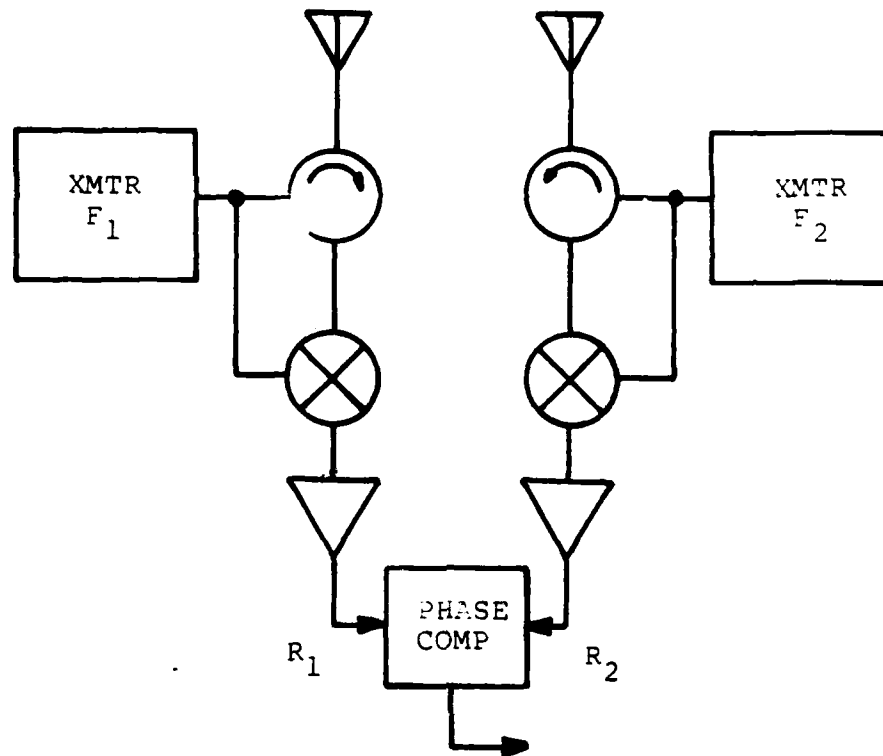 XMTR
F1
XMTR
F2
PHASE
COMP
R1
R2